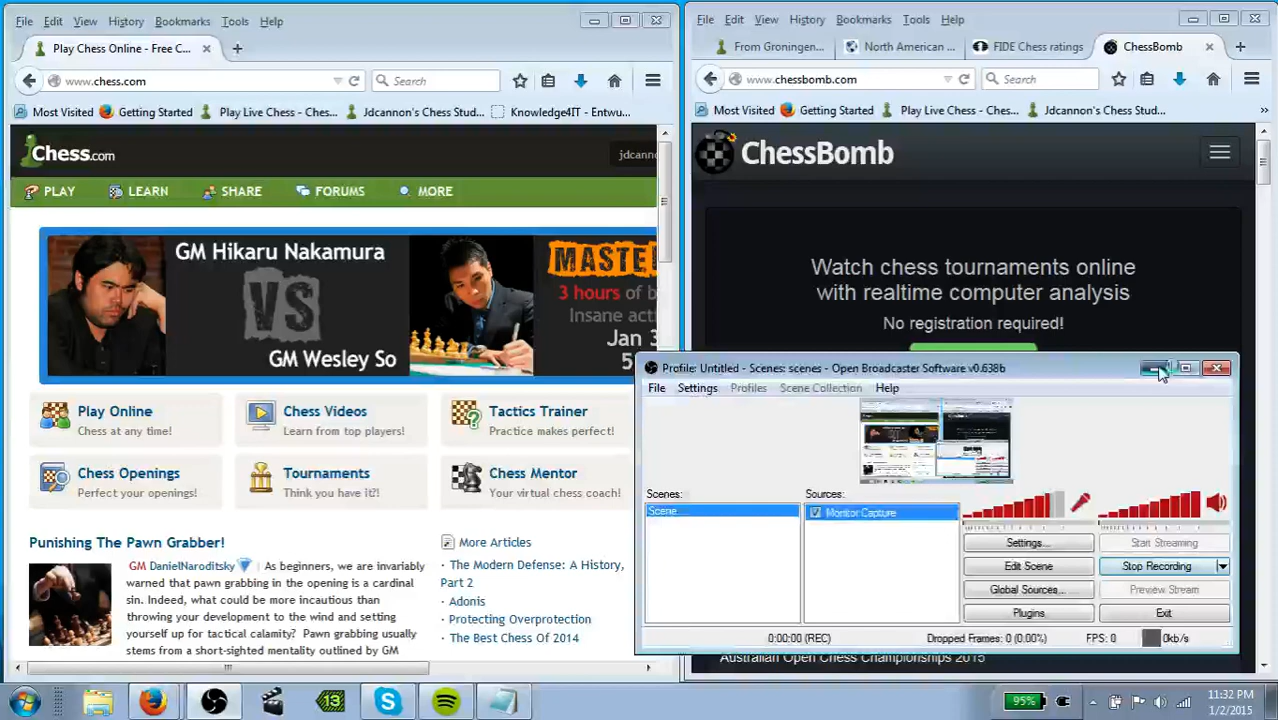 File Edit View History Bookmarks Tools Help
Play Chess Online - Free C...
www.chess.com
Search
Most Visited Getting Started Play Live Chess - Ches... Jdcannon's Chess Stud... Knowledge4IT - Entwu...
Chess.com
jdcanno
PLAY LEARN SHARE FORUMS MORE
GM Hikaru Nakamura
VS
GM Wesley So
MASTE
3 hours of b
Insane acti
Jan 3
5
Play Online
Chess at any time!
Chess Videos
Learn from top players!
Tactics Trainer
Practice makes perfect!
Chess Openings
Perfect your openings!
Tournaments
Think you have it?!
Chess Mentor
Your virtual chess coach!
Punishing The Pawn Grabber!
GM DanielNaroditsky | As beginners, we are invariably
warned that pawn grabbing in the opening is a cardinal
sin. Indeed, what could be more incautious than
throwing your development to the wind and
setting yourself up for tactical calamity? Pawn grabbing usually
stems from a short-sighted mentality outlined by GM
More Articles
· The Modern Defense: A History,
Part 2
· Adonis
· Protecting Overprotection
· The Best Chess Of 2014
File Edit View History Bookmarks Tools Help
From Groningen... North American ... FIDE Chess ratings ChessBomb
www.chessbomb.com
Search
Most Visited Getting Started Play Live Chess - Ches... Jdcannon's Chess Stud...
ChessBomb
Watch chess tournaments online
with realtime computer analysis
No registration required!
Profile: Untitled - Scenes: scenes - Open Broadcaster Software v0.638b
File Settings Profiles Scene Collection Help
Scenes:
Scene...
Sources:
Monitor Capture
Settings...
Start Streaming
Edit Scene
Stop Recording
Global Sources...
Preview Stream
Plugins
Exit
0:00:00 (REC)
Dropped Frames: 0 (0.00%)
FPS: 0
0kb/s
Australian Open Chess Championships 2015
13
95%
11:32 PM
1/2/2015